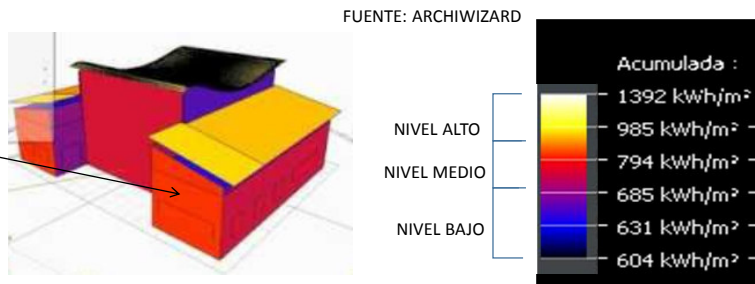 FUENTE: ARCHIWIZARD
Acumulada :
1392 kWh/m²
NIVEL ALTO
985 kWh/m²
794 kWh/m²
NIVEL MEDIO
685 kWh/m²
NIVEL BAJO
631 kWh/m²
604 kWh/m²